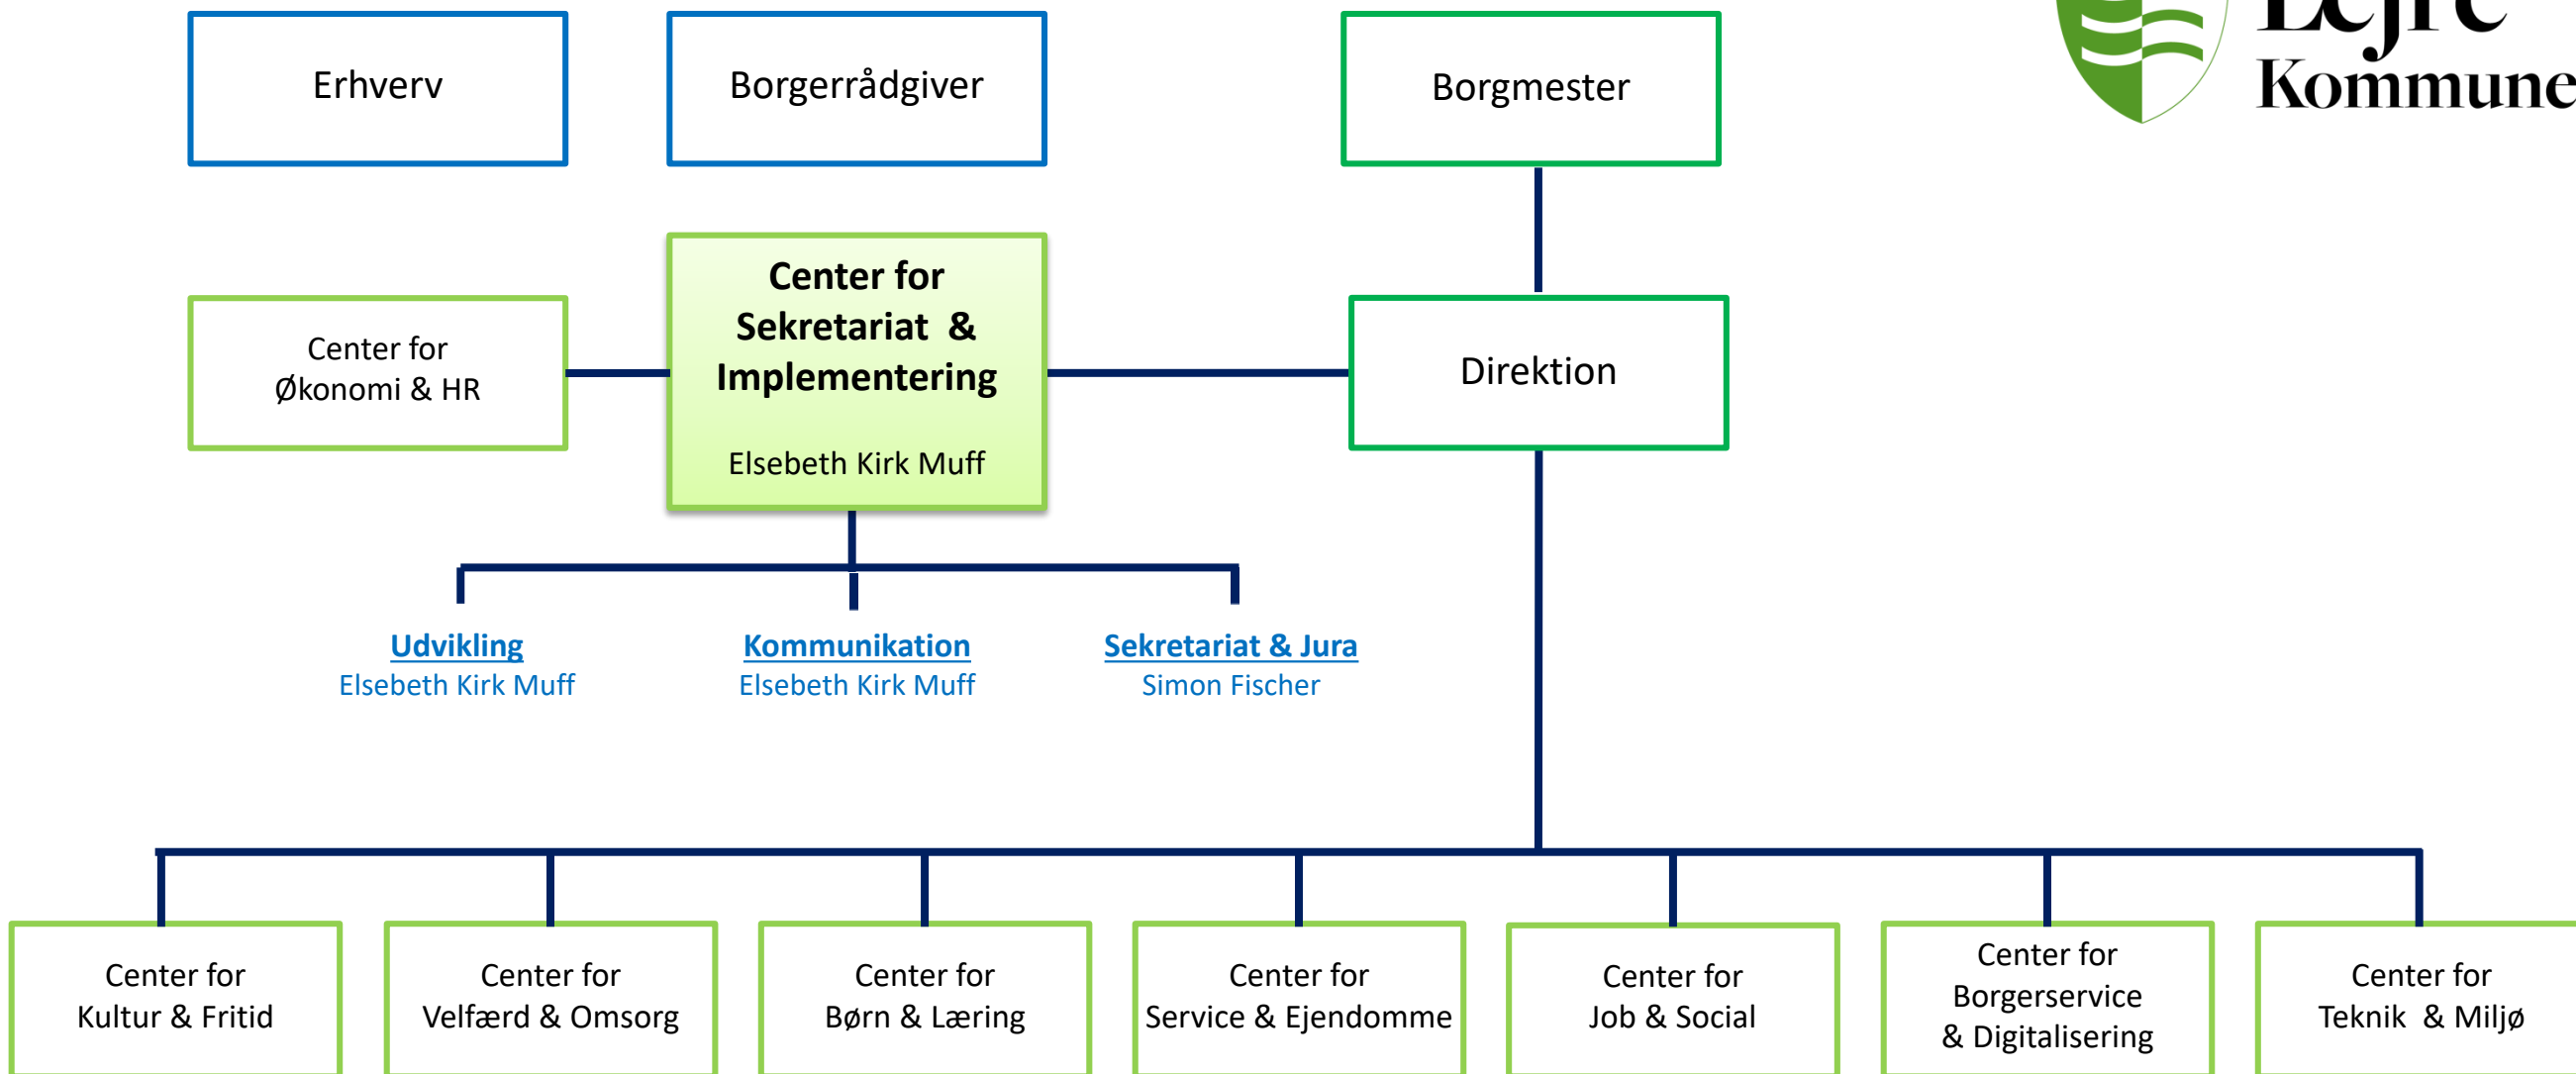 Lejre
Kommune
Erhverv
Borgerrådgiver
Borgmester
Center for
Økonomi & HR
Center for
Sekretariat &
Implementering
Elsebeth Kirk Muff
Direktion
Udvikling
Elsebeth Kirk Muff
Kommunikation
Elsebeth Kirk Muff
Sekretariat & Jura
Simon Fischer
Center for
Kultur & Fritid
Center for
Velfærd & Omsorg
Center for
Børn & Læring
Center for
Service & Ejendomme
Center for
Job & Social
Center for
Borgerservice
& Digitalisering
Center for
Teknik & Miljø